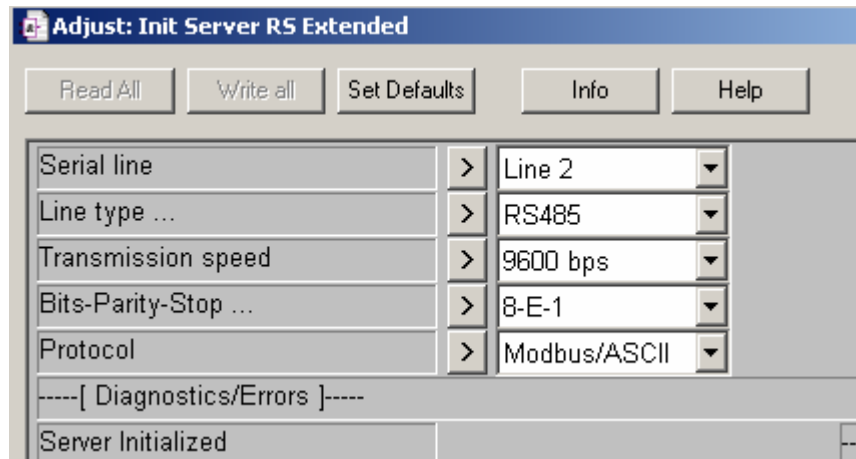 Adjust: Init Server RS Extended
Read All Write all Set Defaults Info Help
Serial line > Line 2
Line type ... > RS485
Transmission speed > 9600 bps
Bits-Parity-Stop ... > 8-E-1
Protocol > Modbus/ASCII
-----[ Diagnostics/Errors ]-----
Server Initialized --